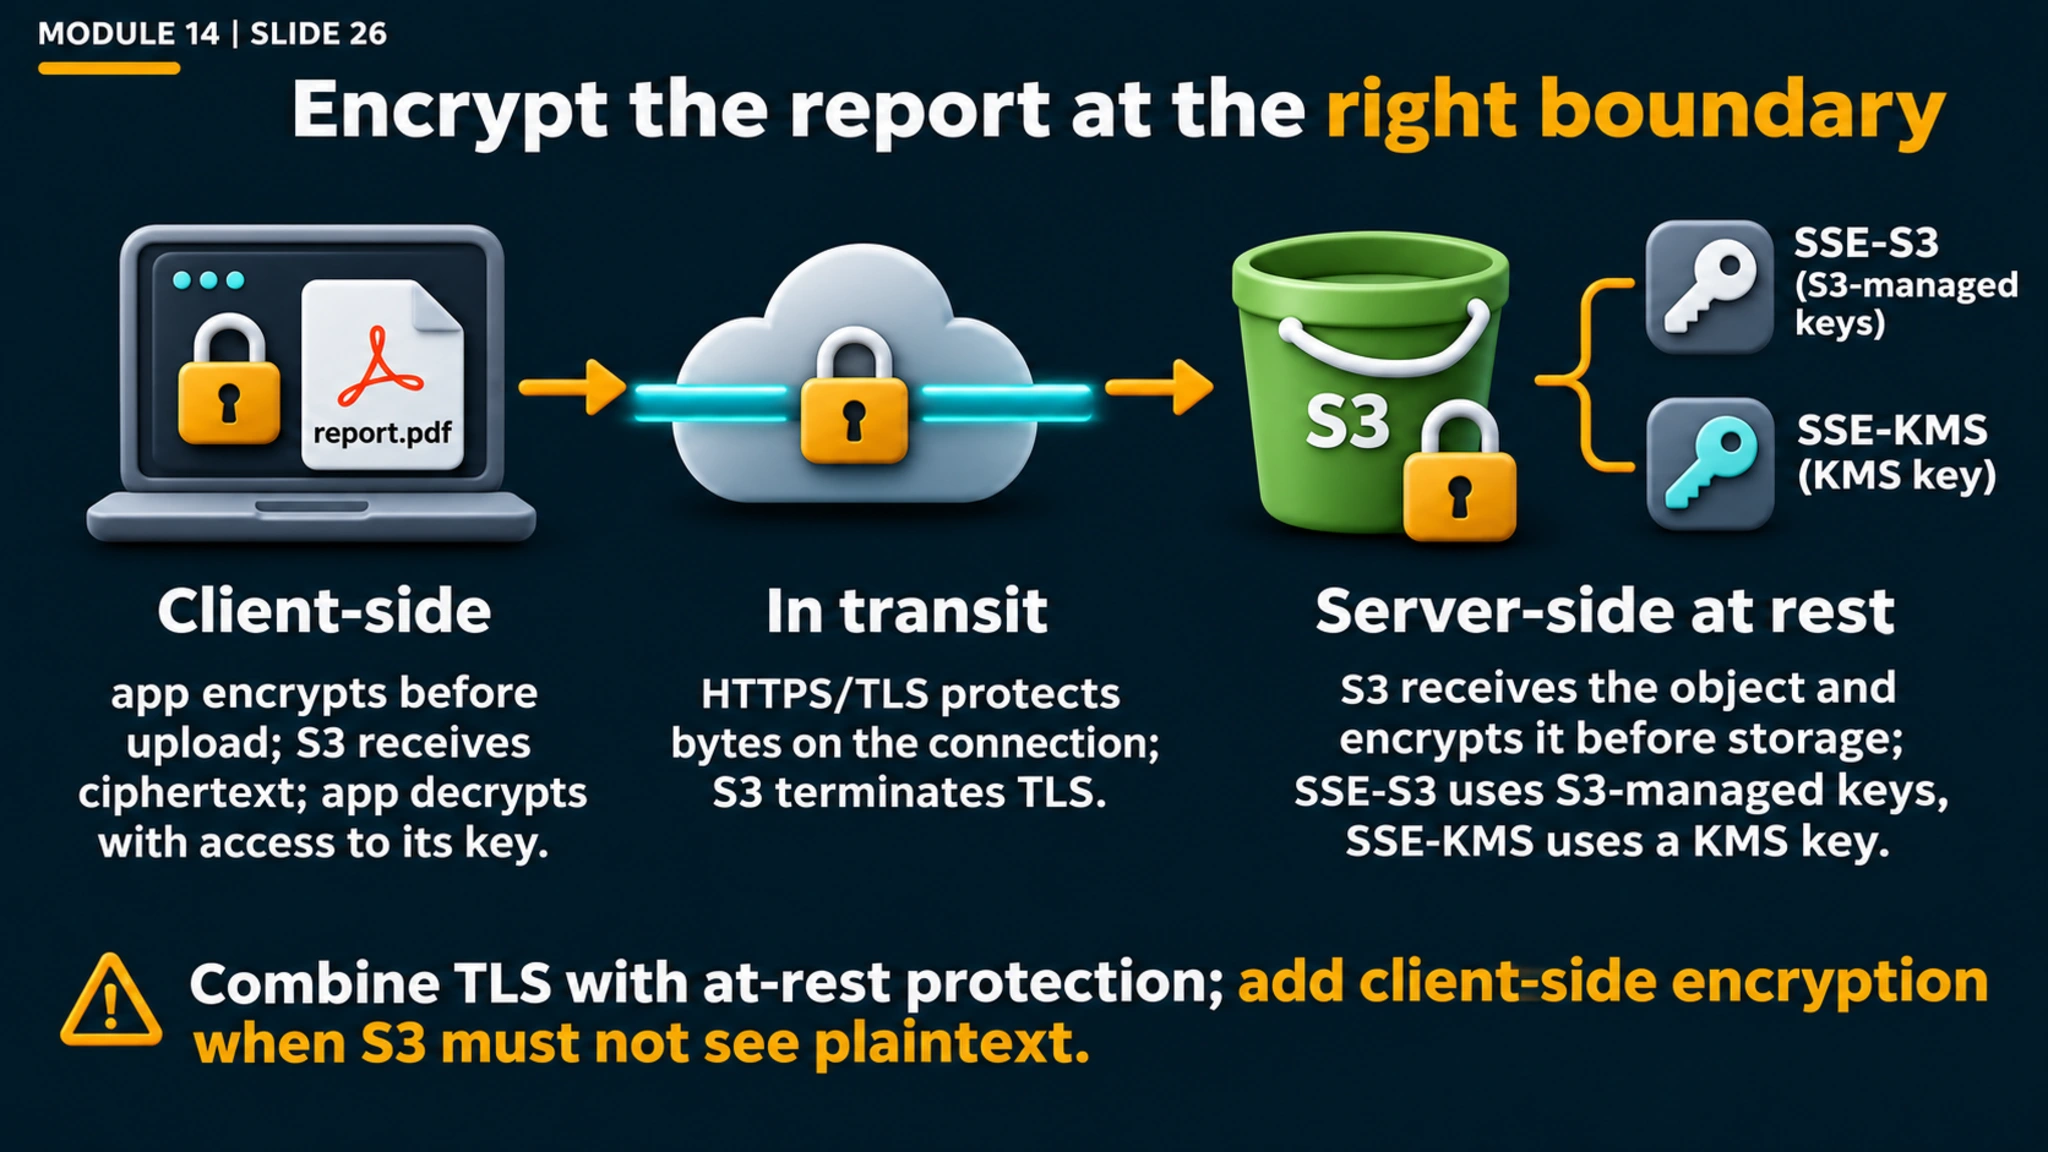 MODULE 14 | SLIDE 26
Encrypt the report at the right boundary
report.pdf
S3
SSE-S3
(S3-managed
keys)
SSE-KMS
(KMS key)
Client-side
app encrypts before
upload; S3 receives
ciphertext; app decrypts
with access to its key.
In transit
HTTPS/TLS protects
bytes on the connection;
S3 terminates TLS.
Server-side at rest
S3 receives the object and
encrypts it before storage;
SSE-S3 uses S3-managed keys,
SSE-KMS uses a KMS key.
Combine TLS with at-rest protection; add client-side encryption
when S3 must not see plaintext.